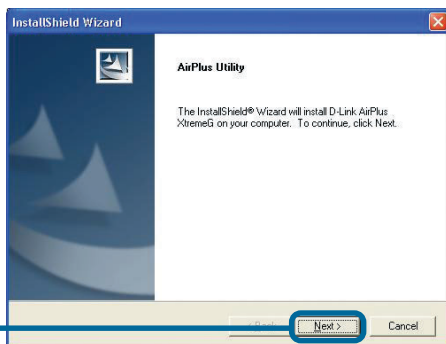 InstallShield Wizard
AirPlus Utility
The InstallShield® Wizard will install D-Link AirPlus
XtremeG on your computer. To continue, click Next.
< Back
Next >
Cancel